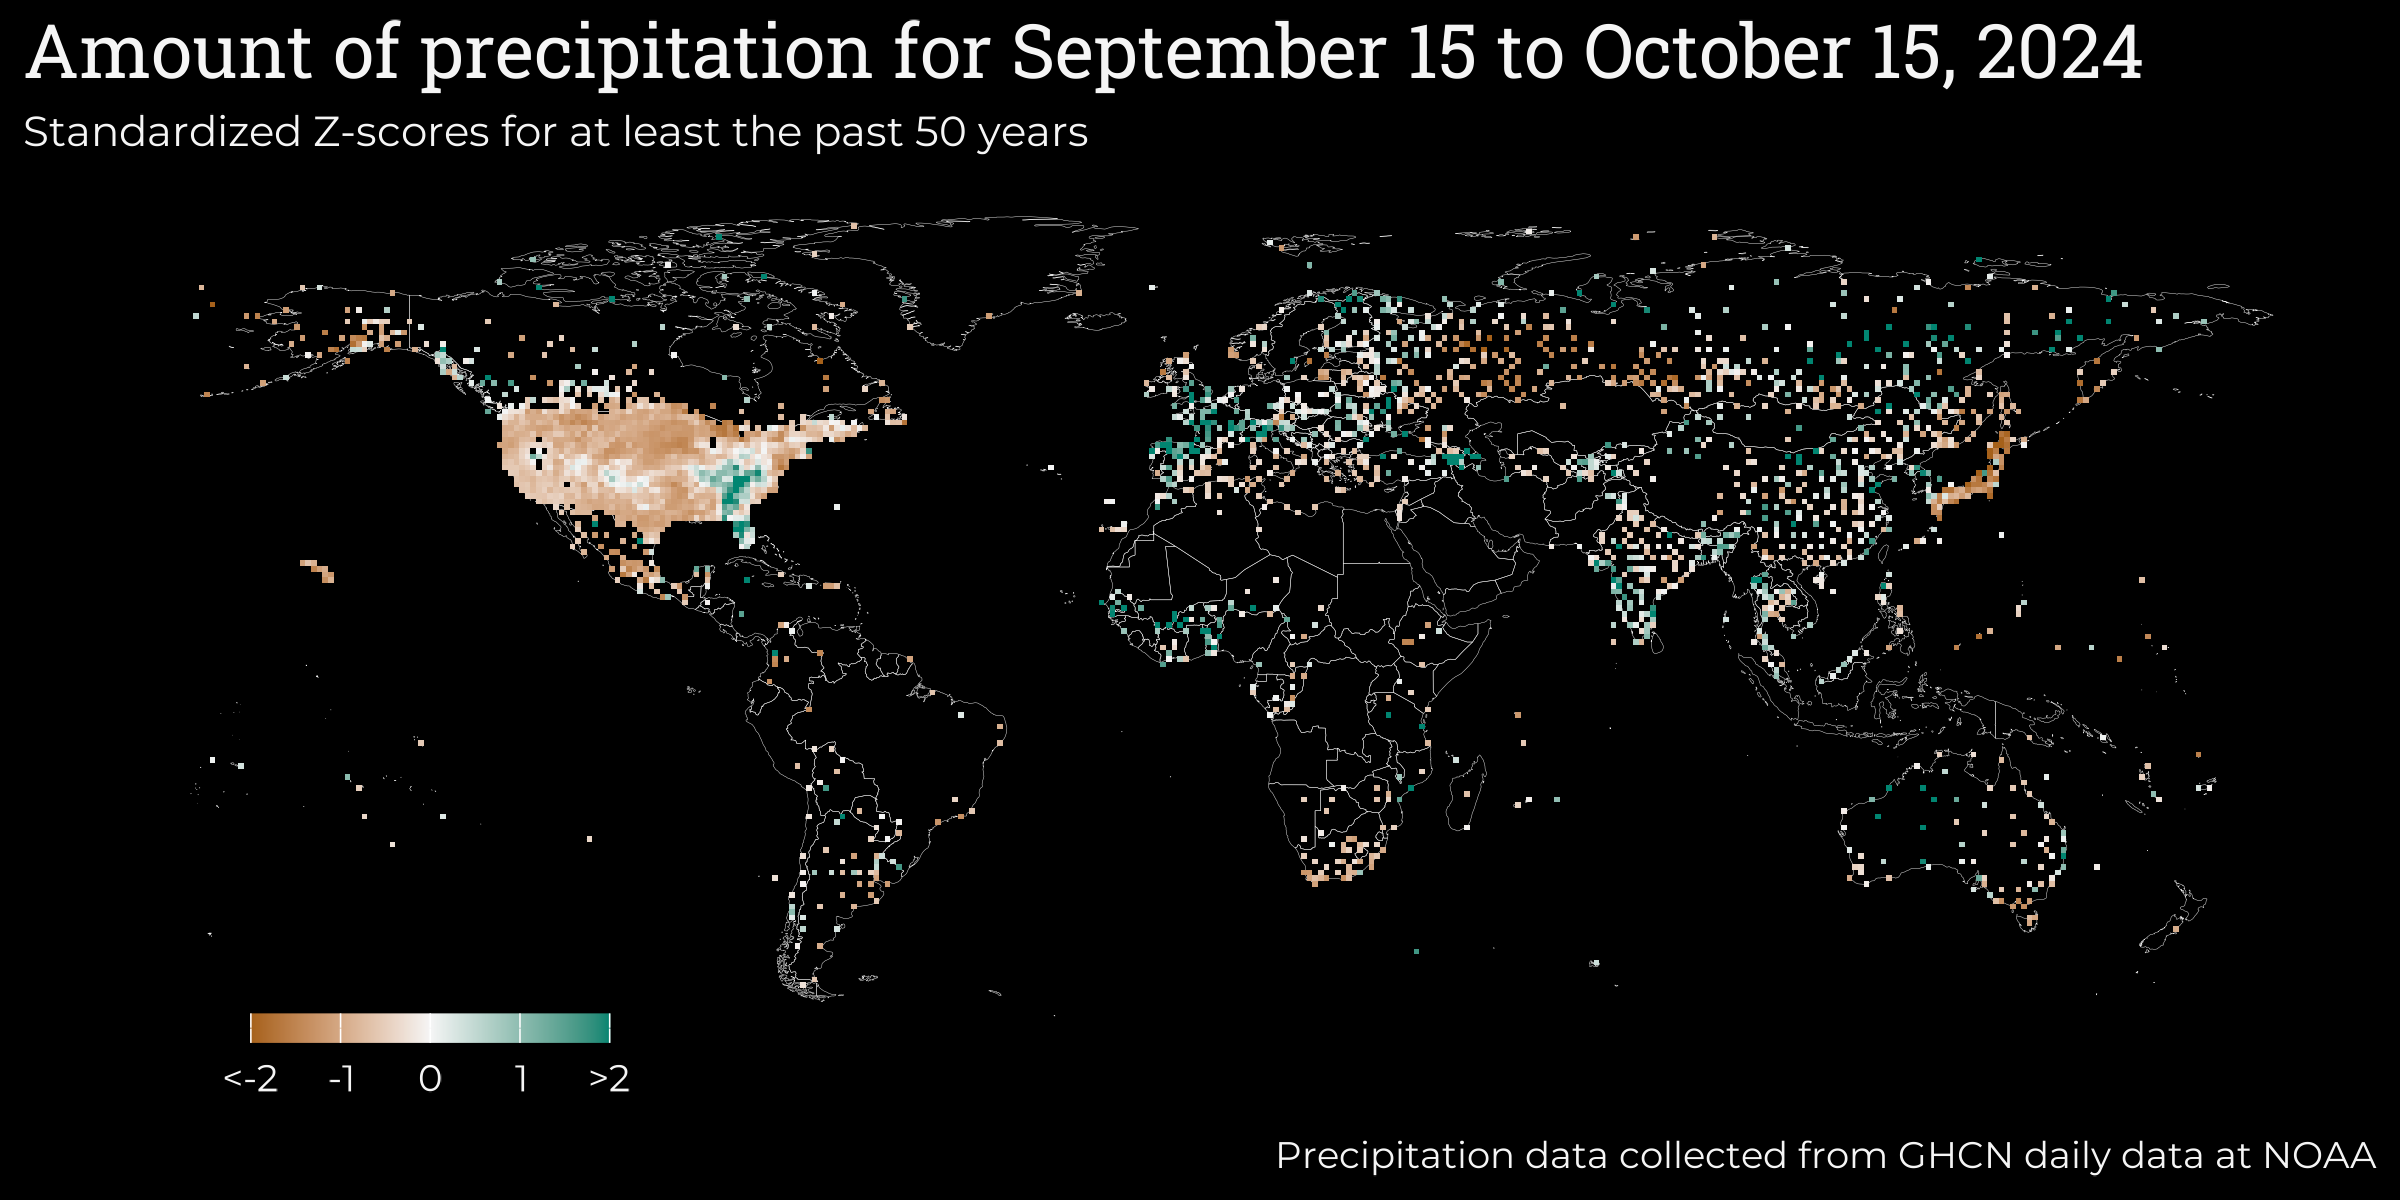 Amount of precipitation for September 15 to October 15, 2024
Standardized Z-scores for at least the past 50 years
<-2 -1 0 1 >2
Precipitation data collected from GHCN daily data at NOAA